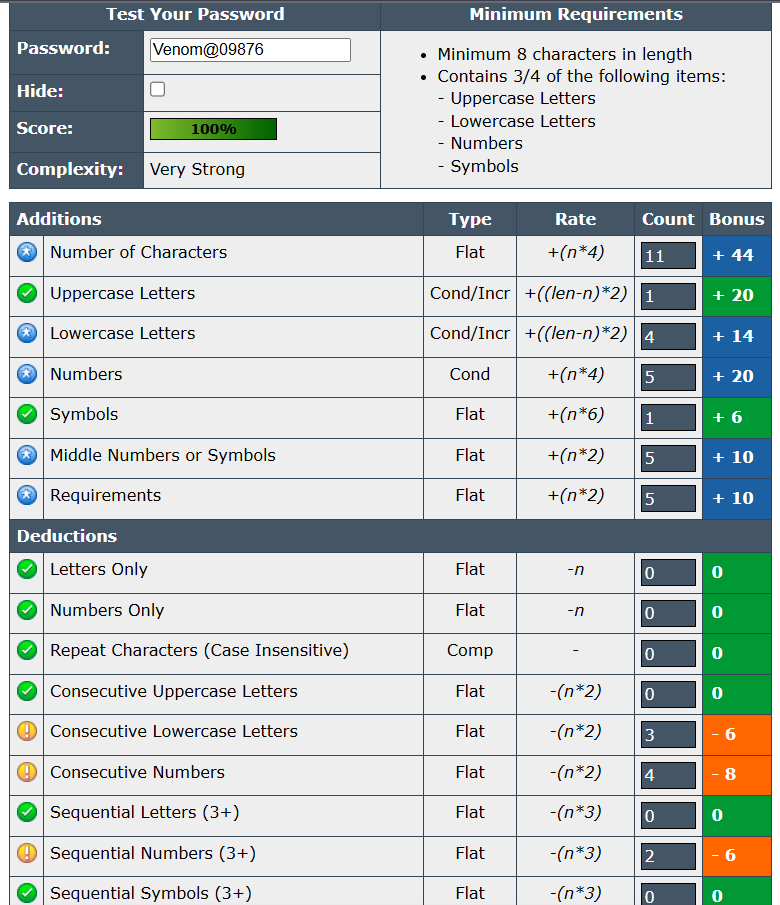 Test Your Password
Minimum Requirements
Password:
Venom@09876
Hide:
Score:
100%
Complexity:
Very Strong
• Minimum 8 characters in length
• Contains 3/4 of the following items:
- Uppercase Letters
- Lowercase Letters
- Numbers
- Symbols
Additions Type Rate Count Bonus
Number of Characters Flat +(n*4) 11 + 44
Uppercase Letters Cond/Incr +((len-n)*2) 1 + 20
Lowercase Letters Cond/Incr +((len-n)*2) 4 + 14
Numbers Cond +(n*4) 5 + 20
Symbols Flat +(n*6) 1 + 6
Middle Numbers or Symbols Flat +(n*2) 5 + 10
Requirements Flat +(n*2) 5 + 10
Deductions
Letters Only Flat -n 0 0
Numbers Only Flat -n 0 0
Repeat Characters (Case Insensitive) Comp - 0 0
Consecutive Uppercase Letters Flat -(n*2) 0 0
Consecutive Lowercase Letters Flat -(n*2) 3 - 6
Consecutive Numbers Flat -(n*2) 4 - 8
Sequential Letters (3+) Flat -(n*3) 0 0
Sequential Numbers (3+) Flat -(n*3) 2 - 6
Sequential Symbols (3+) Flat -(n*3) 0 0